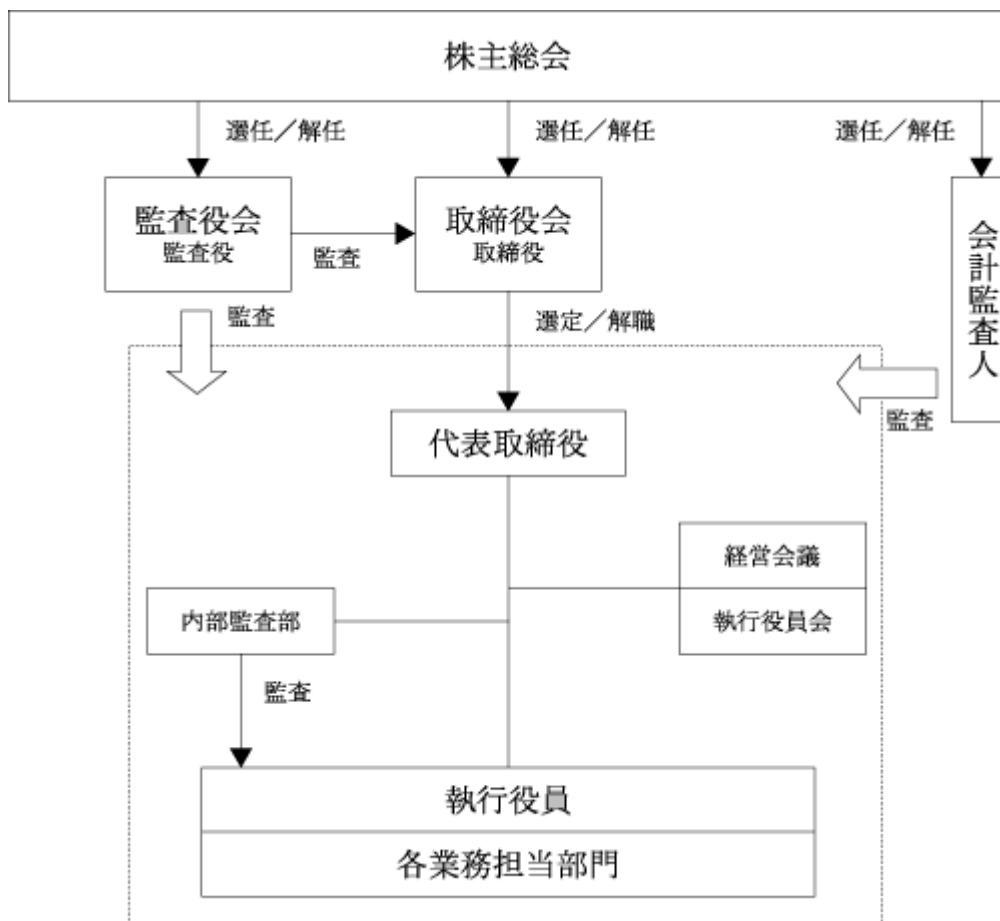 株主総会
選任／解任
選任／解任
選任／解任
監査役会
監査役
監査
取締役会
取締役
会計監査人
監査
選定／解職
監査
代表取締役
経営会議
執行役員会
内部監査部
監査
執行役員
各業務担当部門